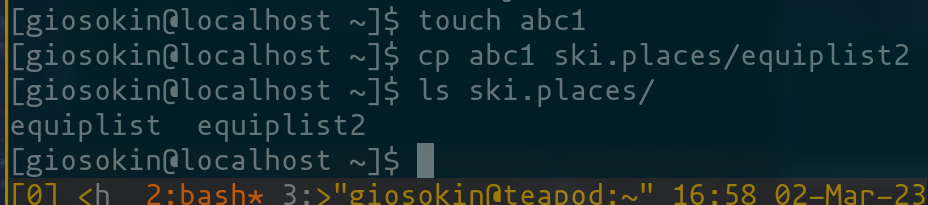 [giosokin@localhost ~]$ touch abc1
[giosokin@localhost ~]$ cp abc1 ski.places/equiplist2
[giosokin@localhost ~]$ ls ski.places/
equiplist  equiplist2
[giosokin@localhost ~]$
[0] <h  2:bash* 3:>"giosokin@teapod:~" 16:58 02-Mar-23